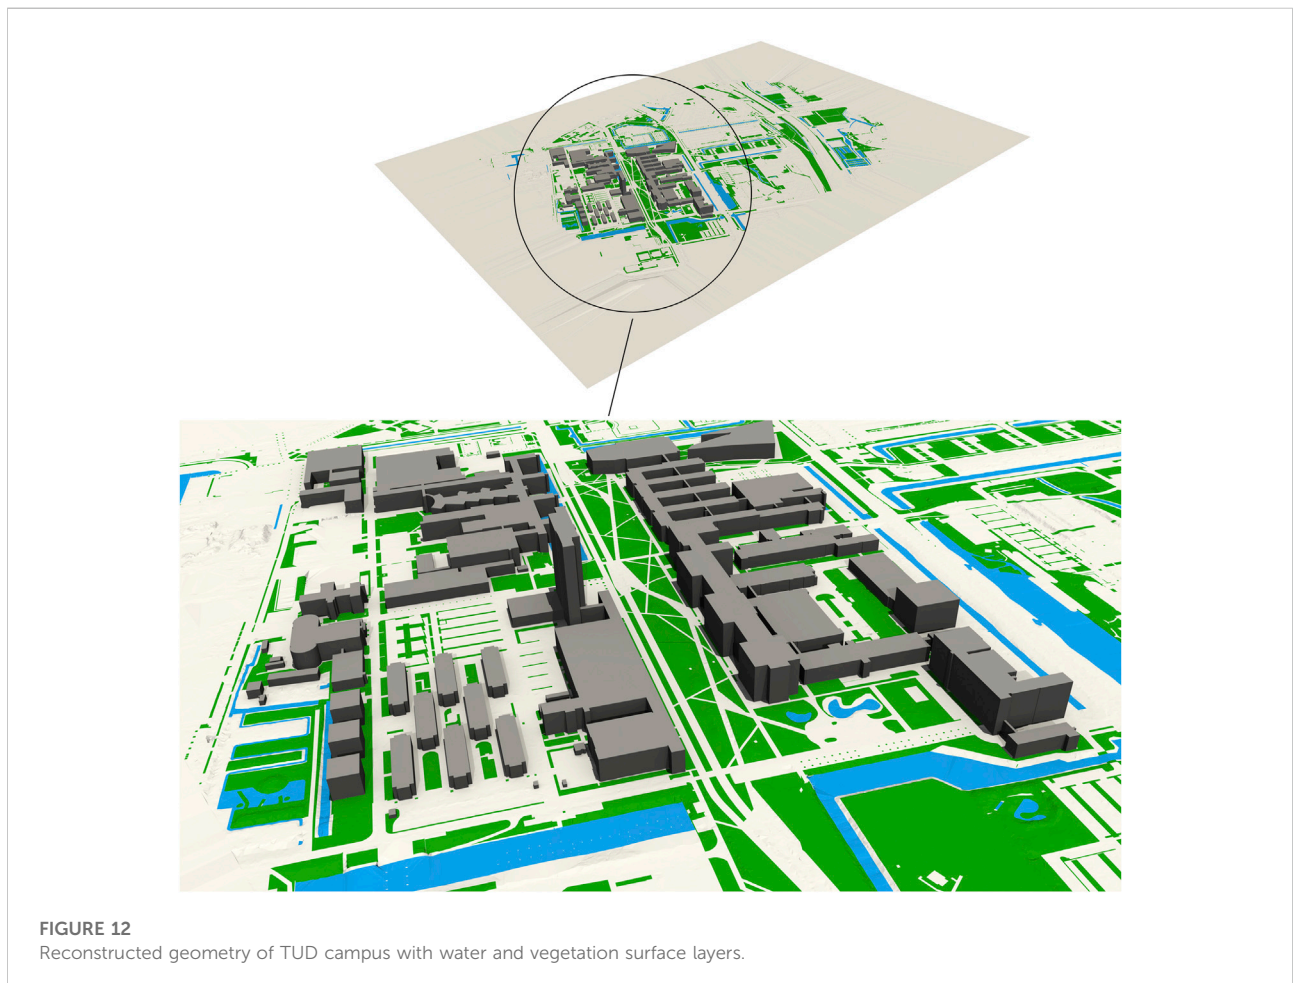 FIGURE 12
Reconstructed geometry of TUD campus with water and vegetation surface layers.